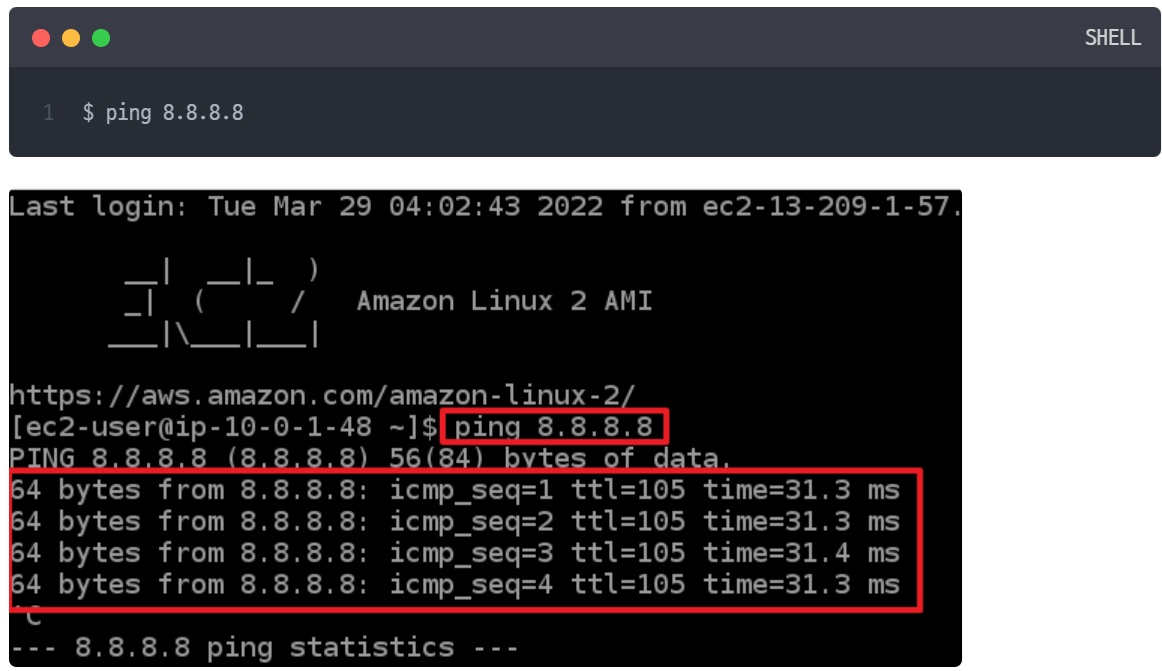 SHELL
1 $ ping 8.8.8.8
Last login: Tue Mar 29 04:02:43 2022 from ec2-13-209-1-57.
       __|  __|_  )
       _|  (     /   Amazon Linux 2 AMI
      ___|\___|___|
https://aws.amazon.com/amazon-linux-2/
[ec2-user@ip-10-0-1-48 ~]$ ping 8.8.8.8
PING 8.8.8.8 (8.8.8.8) 56(84) bytes of data.
64 bytes from 8.8.8.8: icmp_seq=1 ttl=105 time=31.3 ms
64 bytes from 8.8.8.8: icmp_seq=2 ttl=105 time=31.3 ms
64 bytes from 8.8.8.8: icmp_seq=3 ttl=105 time=31.4 ms
64 bytes from 8.8.8.8: icmp_seq=4 ttl=105 time=31.3 ms
^C
--- 8.8.8.8 ping statistics ---